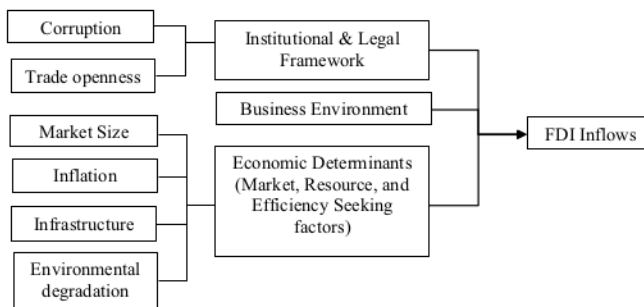 Corruption
Trade openness
Institutional & Legal
Framework
Business Environment
Market Size
Inflation
Infrastructure
Environmental
degradation
Economic Determinants
(Market, Resource, and
Efficiency Seeking
factors)
FDI Inflows